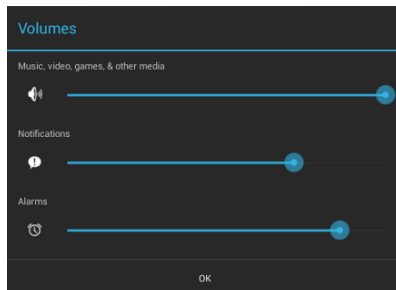 Volumes
Music, video, games, & other media
Notifications
Alarms
OK